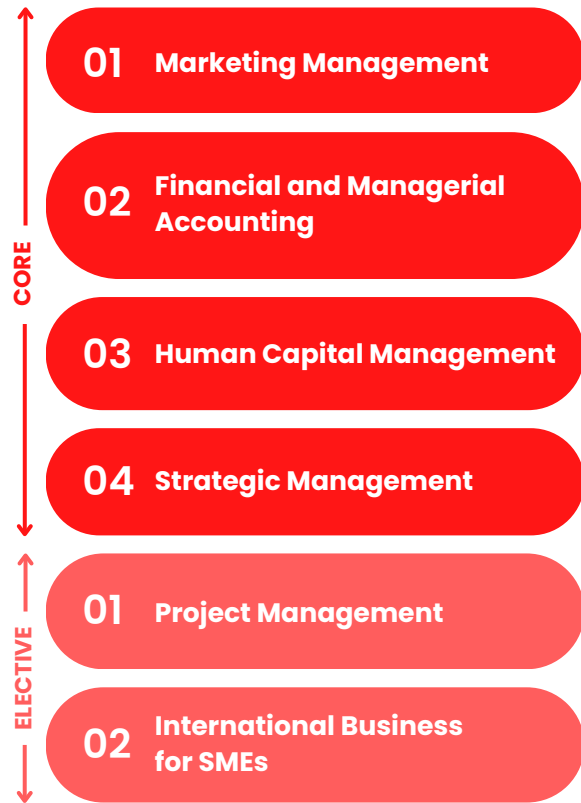 CORE
01 Marketing Management
02 Financial and Managerial
Accounting
03 Human Capital Management
04 Strategic Management
ELECTIVE
01 Project Management
02 International Business
for SMEs